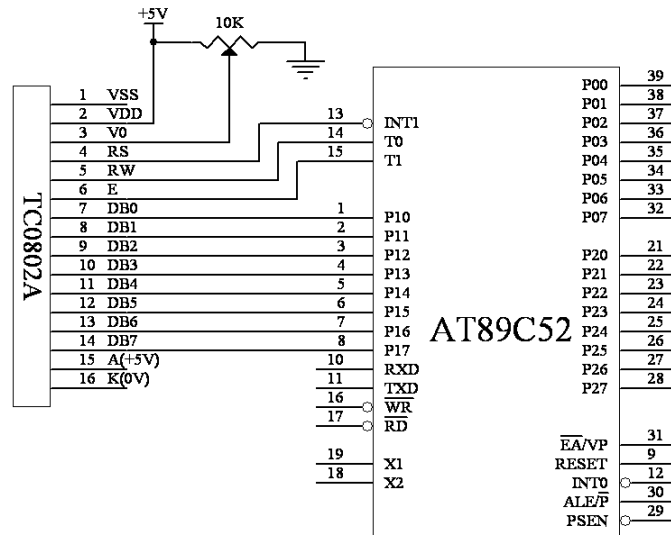 +5V
10K
TC0802A
1 VSS
2 VDD
3 V0
4 RS
5 RW
6 E
7 DB0
8 DB1
9 DB2
10 DB3
11 DB4
12 DB5
13 DB6
14 DB7
15 A(+5V)
16 K(0V)
13 INT1
14 T0
15 T1
1 P10
2 P11
3 P12
4 P13
5 P14
6 P15
7 P16
8 P17
10 RXD
11 TXD
16 WR
17 RD
19 X1
18 X2
AT89C52
P00 39
P01 38
P02 37
P03 36
P04 35
P05 34
P06 33
P07 32
P20 21
P21 22
P22 23
P23 24
P24 25
P25 26
P26 27
P27 28
EA/VP 31
RESET 9
INT0 12
ALE/P 30
PSEN 29